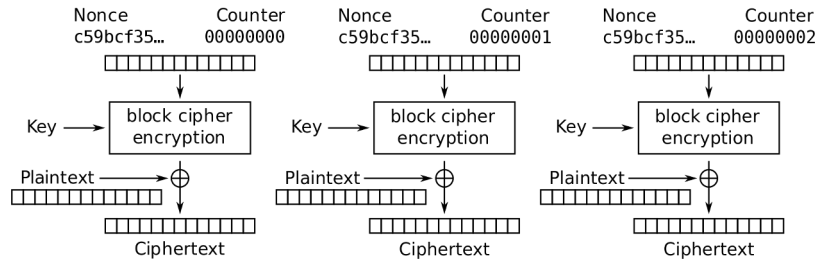 Nonce Counter Nonce Counter Nonce Counter
c59bcf35… 00000000 c59bcf35… 00000001 c59bcf35… 00000002
Key block cipher encryption Key block cipher encryption Key block cipher encryption
Plaintext Plaintext Plaintext
Ciphertext Ciphertext Ciphertext